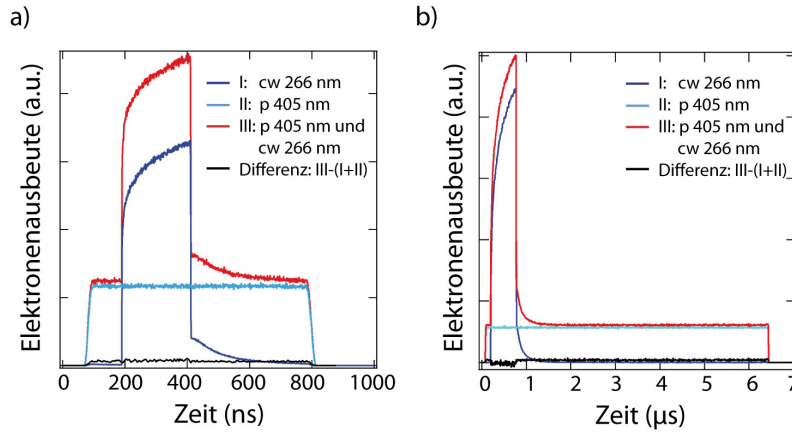 a)
Elektronenausbeute (a.u.)
I: cw 266 nm
II: p 405 nm
III: p 405 nm und
cw 266 nm
Differenz: III-(I+II)
0 200 400 600 800 1000
Zeit (ns)
b)
Elektronenausbeute (a.u.)
I: cw 266 nm
II: p 405 nm
III: p 405 nm und
cw 266 nm
Differenz: III-(I+II)
0 1 2 3 4 5 6 7
Zeit (µs)